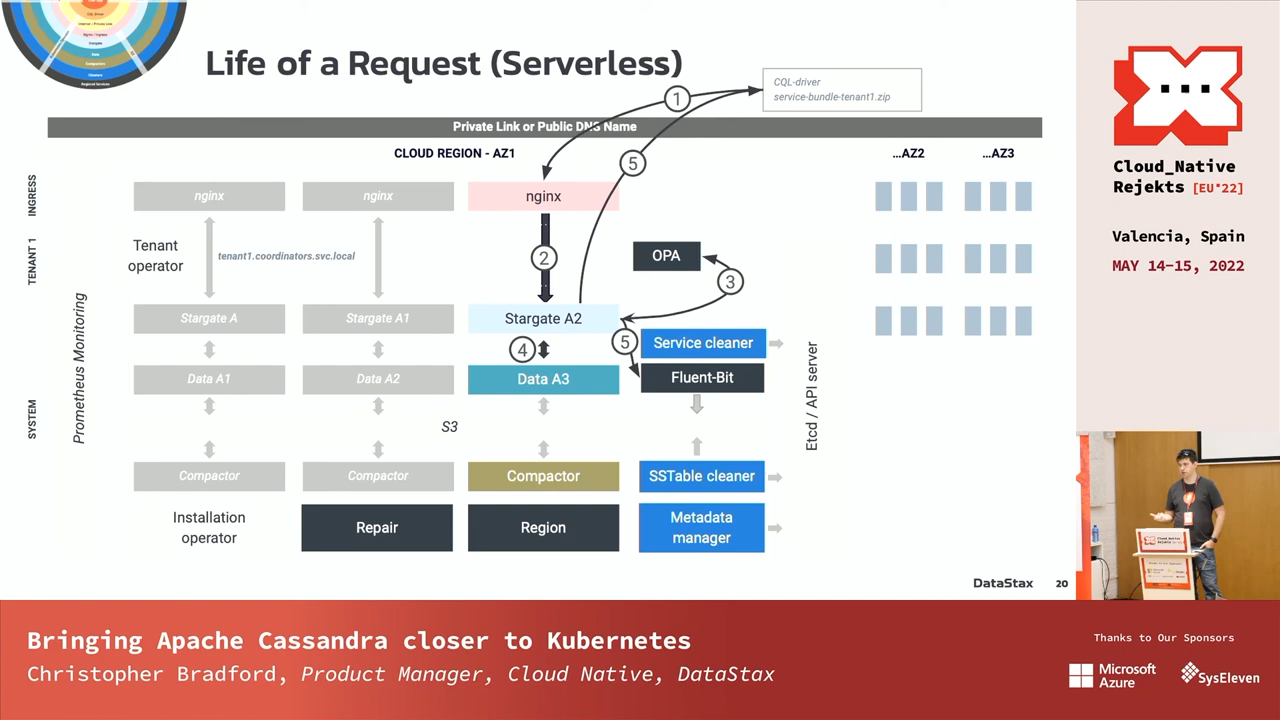 Life of a Request (Serverless)
CQL-driver
service-bundle-tenant1.zip
1
Private Link or Public DNS Name
CLOUD REGION - AZ1
...AZ2
...AZ3
5
INGRESS
nginx
nginx
nginx
TENANT 1
Tenant
operator
tenant1.coordinators.svc.local
2
OPA
3
Prometheus Monitoring
Stargate A
Stargate A1
Stargate A2
4
5
Service cleaner
Etcd / API server
Data A1
Data A2
Data A3
Fluent-Bit
SYSTEM
S3
Compactor
Compactor
Compactor
SSTable cleaner
Installation
operator
Repair
Region
Metadata
manager
DataStax
20
Cloud_Native
Rejekts [EU*22]
Valencia, Spain
MAY 14-15, 2022
Bringing Apache Cassandra closer to Kubernetes
Christopher Bradford, Product Manager, Cloud Native, DataStax
Thanks to Our Sponsors
Microsoft
Azure
SysEleven